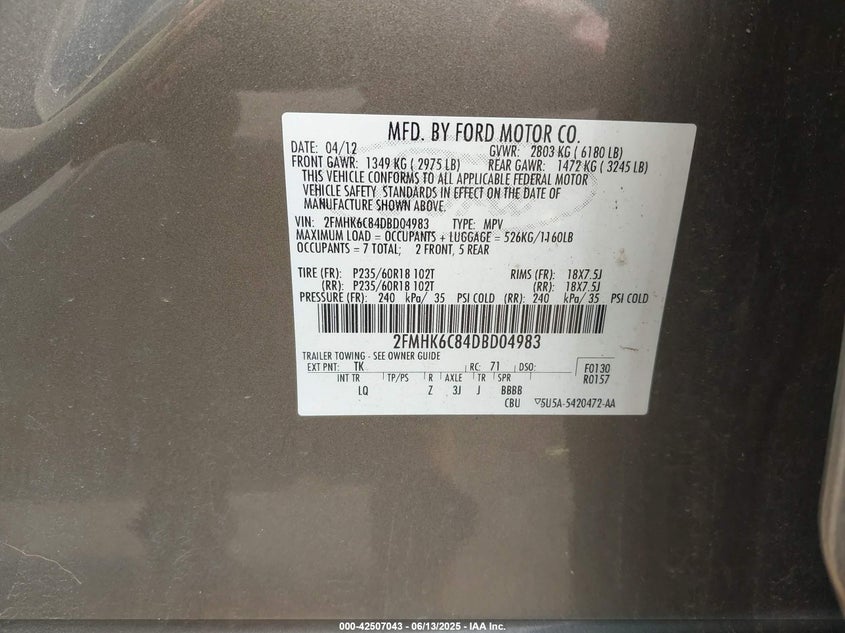 MFD. BY FORD MOTOR CO.
DATE: 04/12 GVWR: 2803 KG ( 6180 LB)
FRONT GAWR: 1349 KG ( 2975 LB) REAR GAWR: 1472 KG ( 3245 LB)
THIS VEHICLE CONFORMS TO ALL APPLICABLE FEDERAL MOTOR
VEHICLE SAFETY STANDARDS IN EFFECT ON THE DATE OF
MANUFACTURE SHOWN ABOVE.
VIN: 2FMHK6C84DBD04983 TYPE: MPV
MAXIMUM LOAD = OCCUPANTS + LUGGAGE = 526KG/1160LB
OCCUPANTS = 7 TOTAL; 2 FRONT, 5 REAR
TIRE (FR): P235/60R18 102T RIMS (FR): 18X7.5J
(RR): P235/60R18 102T (RR): 18X7.5J
PRESSURE (FR): 240 kPa/ 35 PSI COLD (RR): 240 kPa/ 35 PSI COLD
2FMHK6C84DBD04983
TRAILER TOWING - SEE OWNER GUIDE
EXT PNT: TK RC: 71 DSO: F0130
INT TR TP/PS R AXLE TR SPR R0157
LQ Z 3J J BBBB
CBU 5U5A-5420472-AA
000-42507043 - 06/13/2025 - IAA Inc.